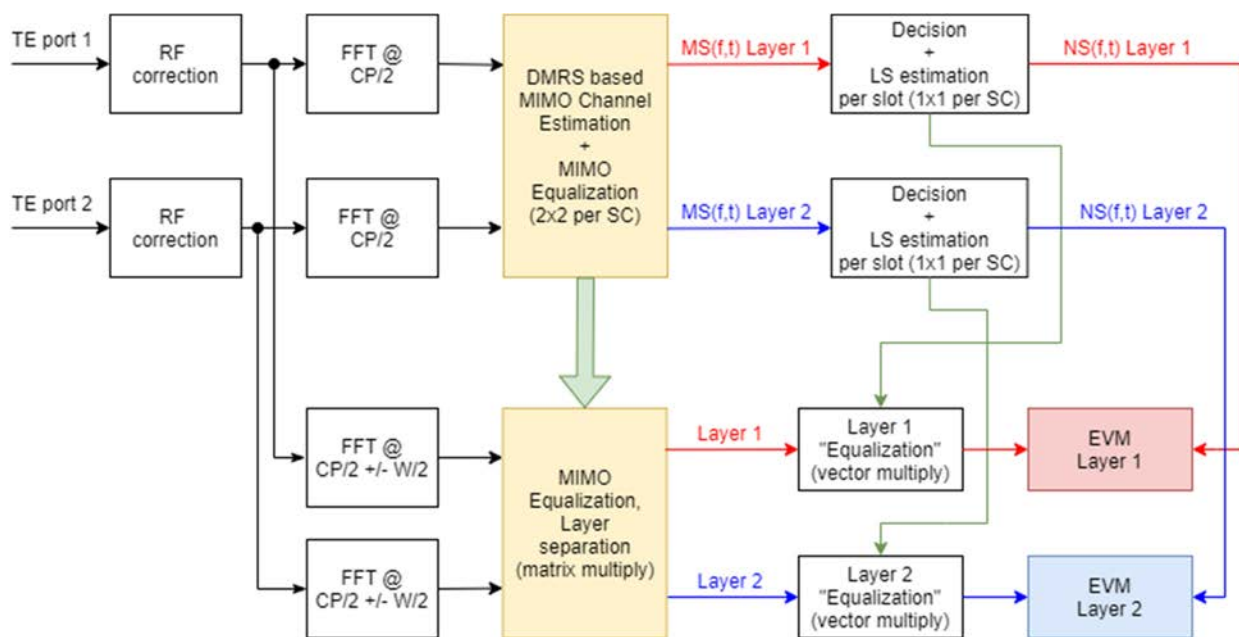 TE port 1
RF
correction
FFT @
CP/2
DMRS based
MIMO Channel
Estimation
+
MIMO
Equalization
(2x2 per SC)
MS(f,t) Layer 1
Decision
+
LS estimation
per slot (1x1 per SC)
NS(f,t) Layer 1
TE port 2
RF
correction
FFT @
CP/2
MS(f,t) Layer 2
Decision
+
LS estimation
per slot (1x1 per SC)
NS(f,t) Layer 2
FFT @
CP/2 +/- W/2
MIMO
Equalization,
Layer
separation
(matrix multiply)
Layer 1
Layer 1
"Equalization"
(vector multiply)
EVM
Layer 1
FFT @
CP/2 +/- W/2
Layer 2
Layer 2
"Equalization"
(vector multiply)
EVM
Layer 2